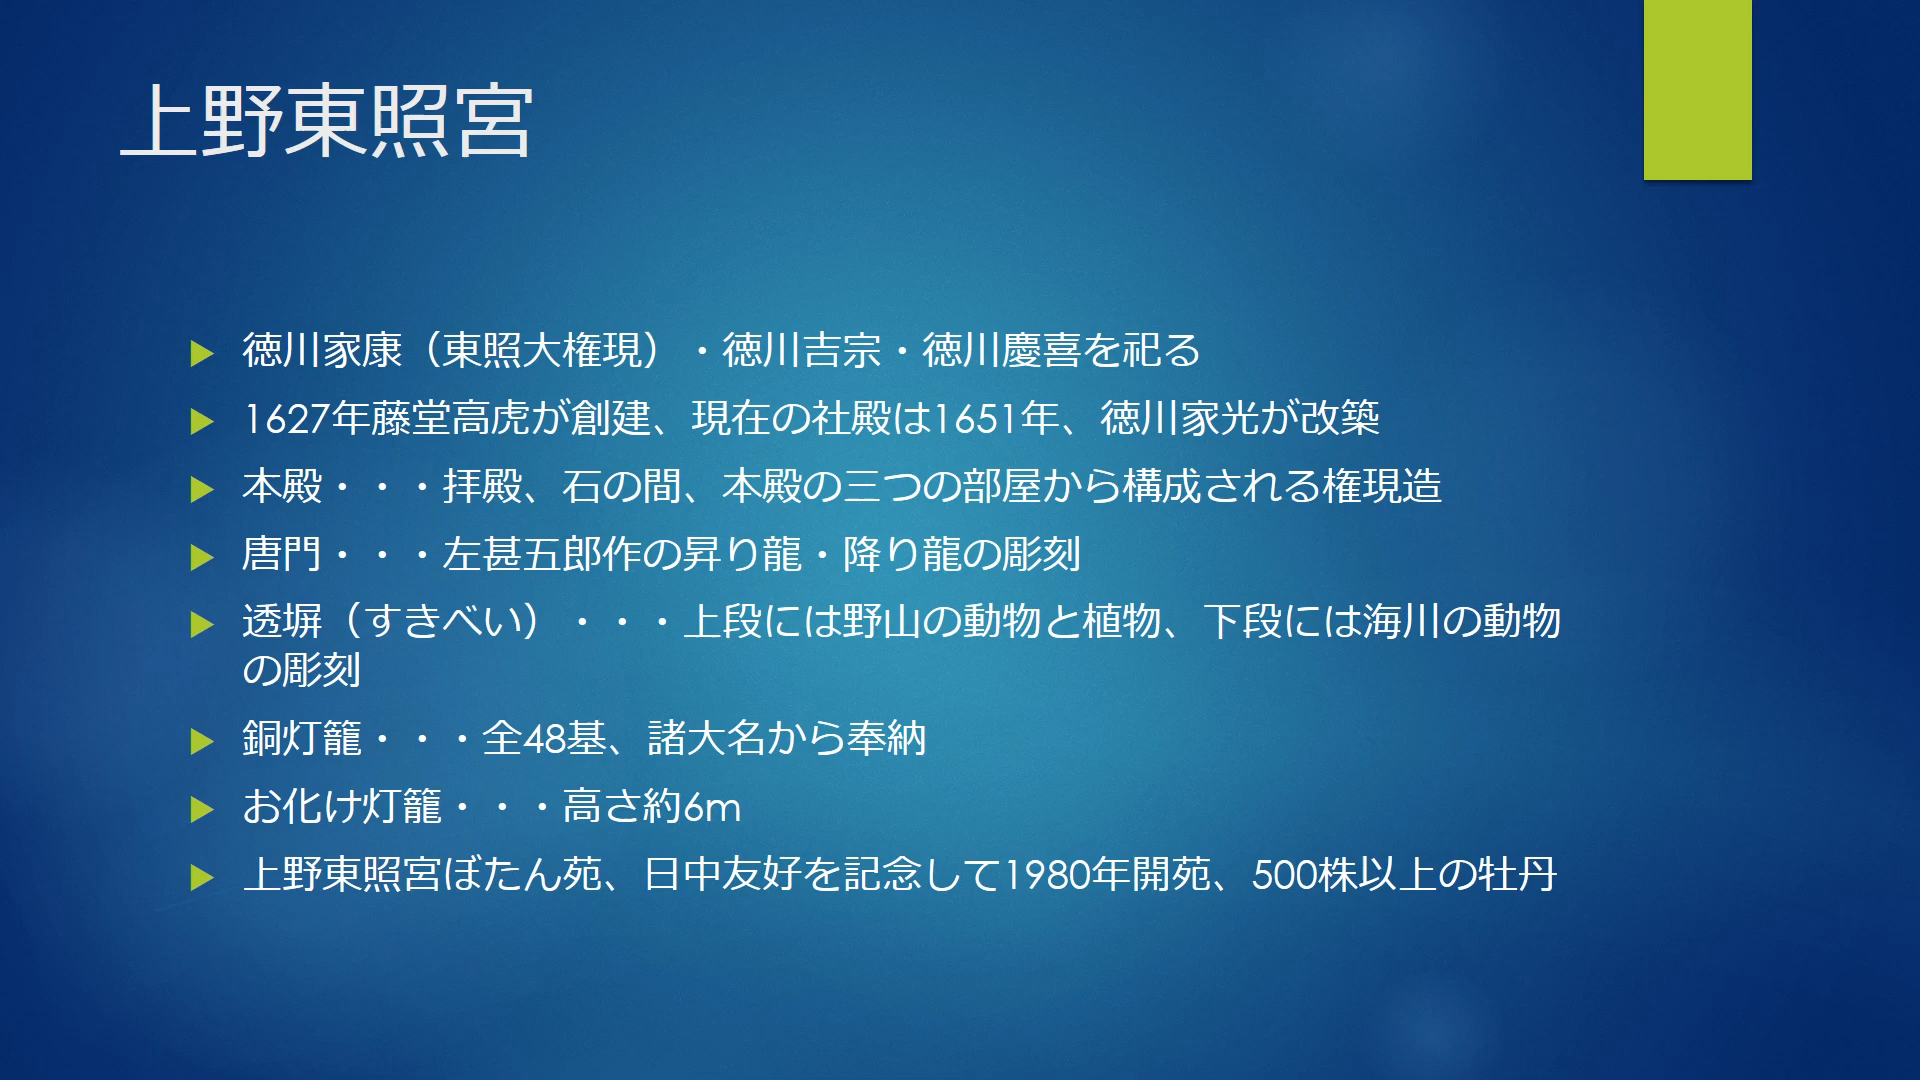 上野東照宮
徳川家康（東照大権現）・徳川吉宗・徳川慶喜を祀る
1627年藤堂高虎が創建、現在の社殿は1651年、徳川家光が改築
本殿・・・拝殿、石の間、本殿の三つの部屋から構成される権現造
唐門・・・左甚五郎作の昇り龍・降り龍の彫刻
透塀（すきべい）・・・上段には野山の動物と植物、下段には海川の動物
の彫刻
銅灯籠・・・全48基、諸大名から奉納
お化け灯籠・・・高さ約6m
上野東照宮ぼたん苑、日中友好を記念して1980年開苑、500株以上の牡丹